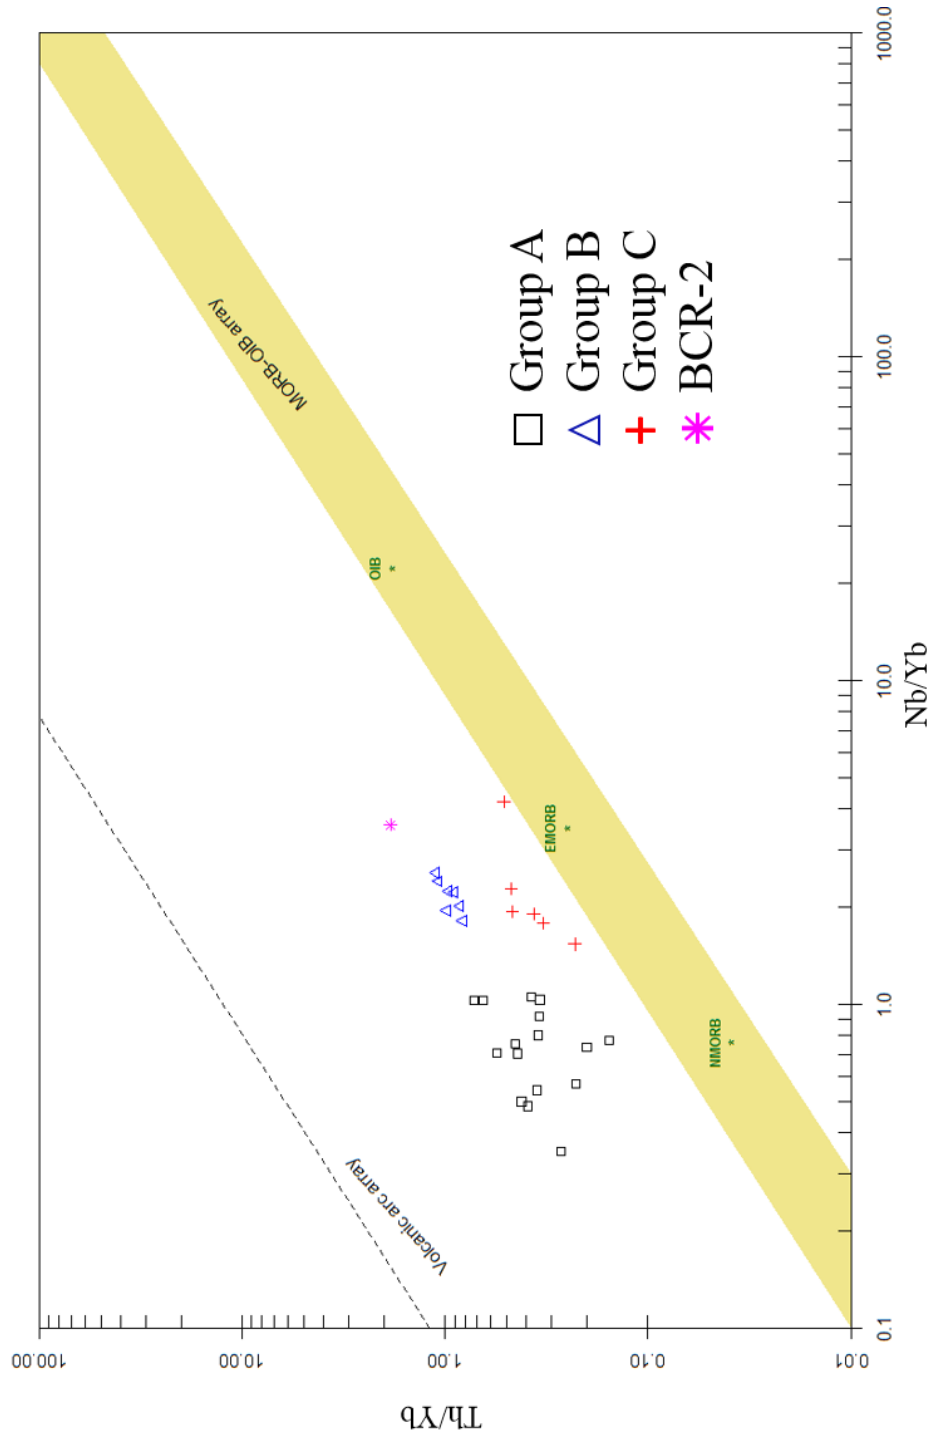 100.00
10.00
1.00
0.10
0.01
Th/Yb
0.1
1.0
10.0
100.0
1000.0
Nb/Yb
Volcanic arc array
MORB-OIB array
OIB
*
EMORB
*
NMORB
*
Group A
Group B
Group C
BCR-2